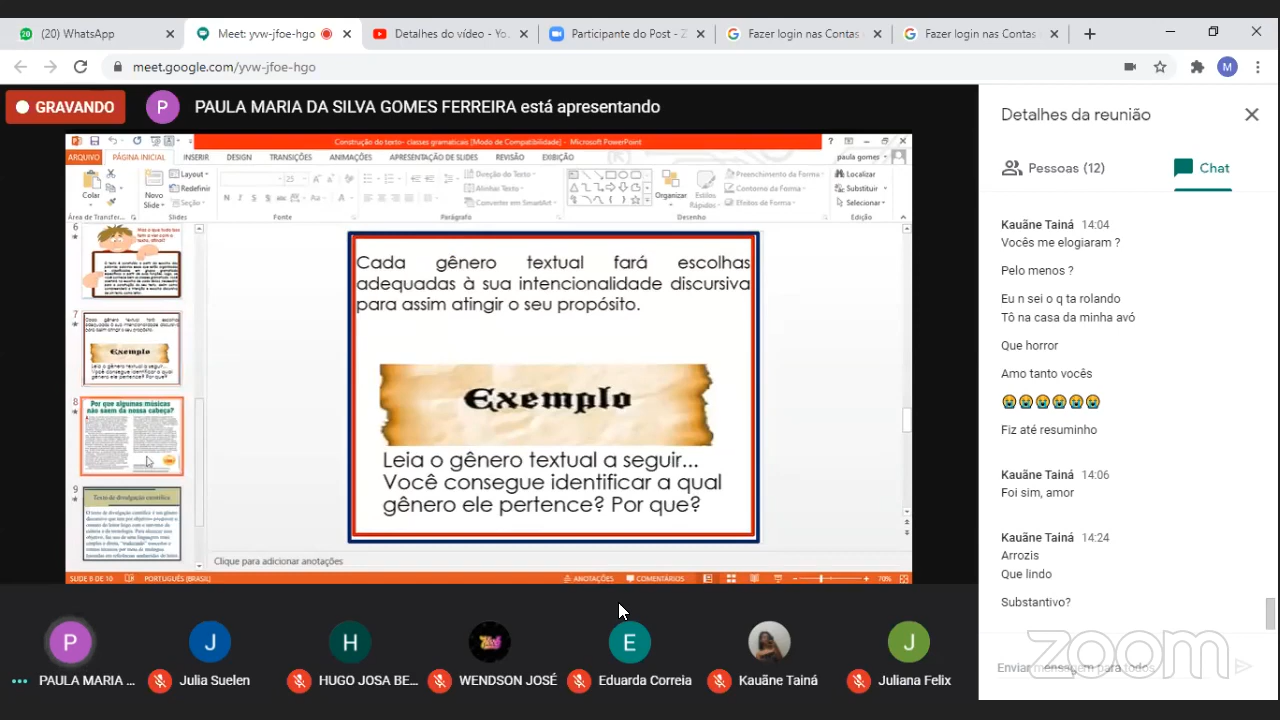 (20) WhatsApp
Meet: yvw-jfoe-hgo
Detalhes do vídeo - Yo
Participante do Post - Z
Fazer login nas Contas
Fazer login nas Contas
meet.google.com/yvw-jfoe-hgo
GRAVANDO
P
PAULA MARIA DA SILVA GOMES FERREIRA está apresentando
Construção do texto- classes gramaticais [Modo de Compatibilidade] - Microsoft PowerPoint
ARQUIVO
PÁGINA INICIAL
INSERIR
DESIGN
TRANSIÇÕES
ANIMAÇÕES
APRESENTAÇÃO DE SLIDES
REVISÃO
EXIBIÇÃO
paula gomes
Colar
Novo
Slide
Layout
Redefinir
Seção
Direção do Texto
Alinhar Texto
Converter em SmartArt
Organizar
Estilos
Rápidos
Preenchimento da Forma
Contorno da Forma
Efeitos de Forma
Localizar
Substituir
Selecionar
Área de Transfer...
Fonte
Parágrafo
Desenho
Edição
6
7
Exemplo
8
Por que algumas músicas
não saem da nossa cabeça?
9
Texto de divulgação científica
Cada gênero textual fará escolhas
adequadas à sua intencionalidade discursiva
para assim atingir o seu propósito.
Exemplo
Leia o gênero textual a seguir...
Você consegue identificar a qual
gênero ele pertence? Por que?
Clique para adicionar anotações
SLIDE 8 DE 10
PORTUGUÊS (BRASIL)
ANOTAÇÕES
COMENTÁRIOS
70%
P
J
H
E
J
PAULA MARIA ...
Julia Suelen
HUGO JOSA BE...
WENDSON JOSÉ
Eduarda Correia
Kauãne Tainá
Juliana Felix
M
Detalhes da reunião
Pessoas (12)
Chat
Kauãne Tainá 14:04
Vocês me elogiaram ?
Pelo menos ?
Eu n sei o q ta rolando
Tô na casa da minha avó
Que horror
Amo tanto vocês
😭😭😭😭😭😭
Fiz até resuminho
Kauãne Tainá 14:06
Foi sim, amor
Kauãne Tainá 14:24
Arrozis
Que lindo
Substantivo?
Enviar mensagem para todos
zoom